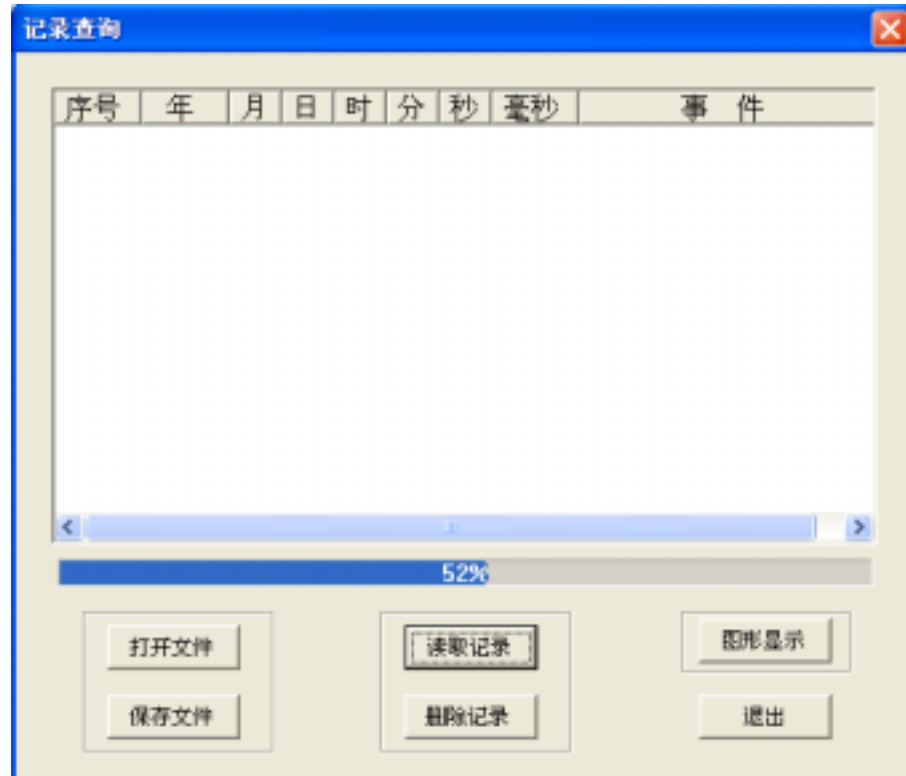 记录查询
序号 年 月 日 时 分 秒 毫秒 事 件
52%
打开文件 读取记录 图形显示
保存文件 删除记录 退出